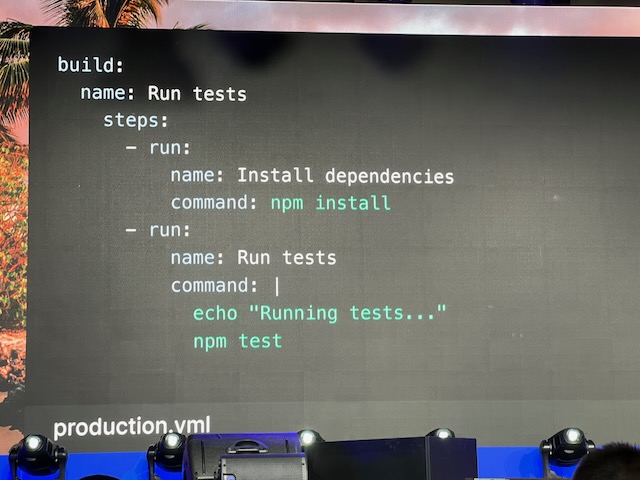 build:
  name: Run tests
    steps:
      - run:
          name: Install dependencies
          command: npm install
      - run:
          name: Run tests
          command: |
            echo "Running tests..."
            npm test
production.yml